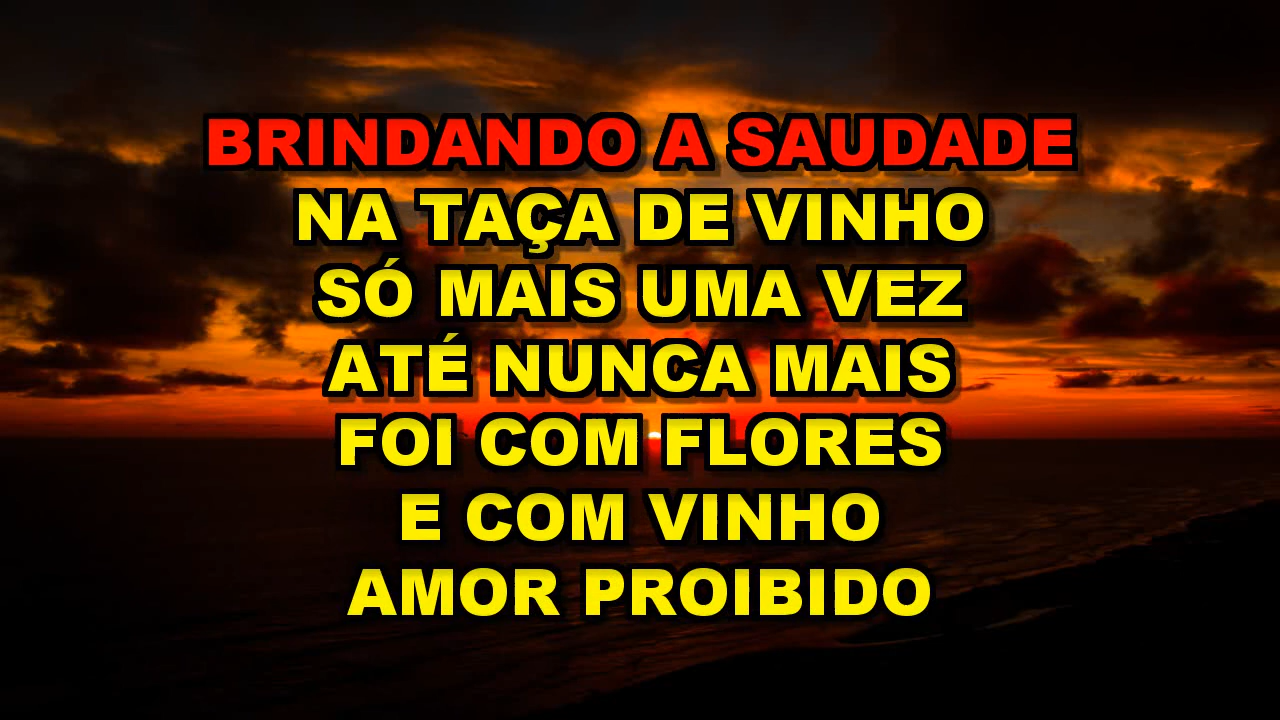 BRINDANDO A SAUDADE
NA TAÇA DE VINHO
SÓ MAIS UMA VEZ
ATÉ NUNCA MAIS
FOI COM FLORES
E COM VINHO
AMOR PROIBIDO